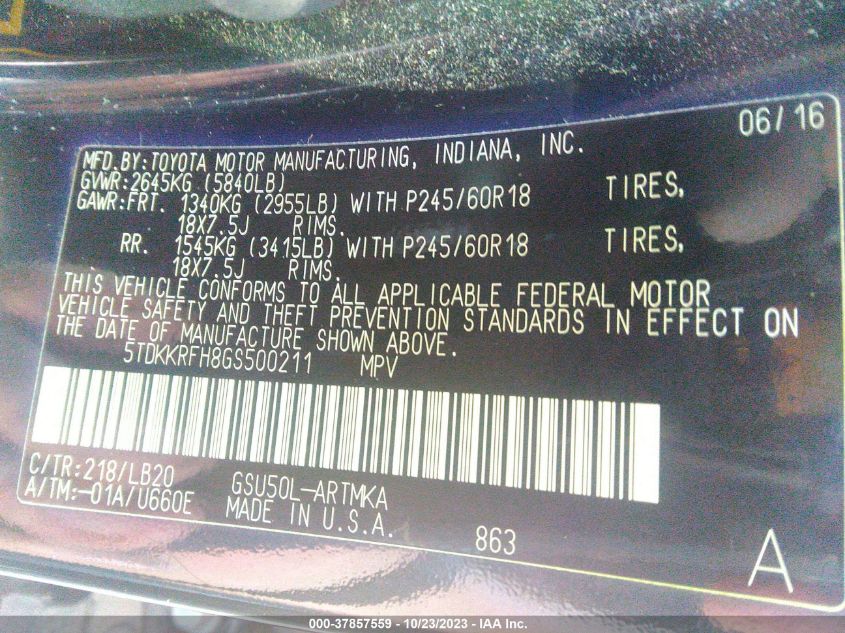 06/16
MFD.BY:TOYOTA MOTOR MANUFACTURING, INDIANA, INC.
GVWR:2645KG (5840LB)
GAWR:FRT. 1340KG (2955LB) WITH P245/60R18 TIRES,
18X7.5J RIMS.
RR. 1545KG (3415LB) WITH P245/60R18 TIRES,
18X7.5J RIMS.
THIS VEHICLE CONFORMS TO ALL APPLICABLE FEDERAL MOTOR
VEHICLE SAFETY AND THEFT PREVENTION STANDARDS IN EFFECT ON
THE DATE OF MANUFACTURE SHOWN ABOVE.
5TDKKRFH8GS500211 MPV
C/TR:218/LB20 GSU50L-ARTMKA
A/TM:-01A/U660E MADE IN U.S.A. 863
A
000-37857559 - 10/23/2023 - IAA Inc.